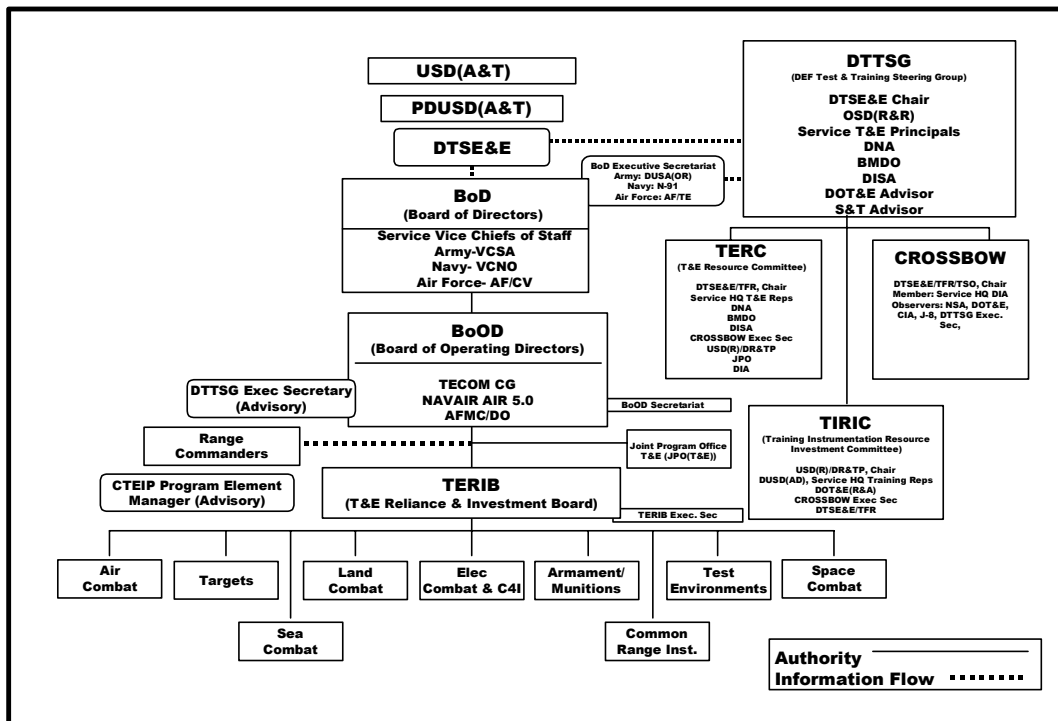 USD(A&T)
PDUSD(A&T)
DTSE&E
BoD Executive Secretariat
Army: DUSA(OR)
Navy: N-91
Air Force: AF/TE
BoD
(Board of Directors)
Service Vice Chiefs of Staff
Army-VCSA
Navy- VCNO
Air Force- AF/CV
DTTSG
(DEF Test & Training Steering Group)
DTSE&E Chair
OSD(R&R)
Service T&E Principals
DNA
BMDO
DISA
DOT&E Advisor
S&T Advisor
TERC
(T&E Resource Committee)
DTSE&E/TFR, Chair
Service HQ T&E Reps
DNA
BMDO
DISA
CROSSBOW Exec Sec
USD(R)/DR&TP
JPO
DIA
CROSSBOW
DTSE&E/TFR/TSO, Chair
Member: Service HQ DIA
Observers: NSA, DOT&E,
CIA, J-8, DTTSG Exec.
Sec,
BoOD
(Board of Operating Directors)
TECOM CG
NAVAIR AIR 5.0
AFMC/DO
DTTSG Exec Secretary
(Advisory)
BoOD Secretariat
Range
Commanders
Joint Program Office
T&E (JPO(T&E))
TIRIC
(Training Instrumentation Resource
Investment Committee)
USD(R)/DR&TP, Chair
DUSD(AD), Service HQ Training Reps
DOT&E(R&A)
CROSSBOW Exec Sec
DTSE&E/TFR
CTEIP Program Element
Manager (Advisory)
TERIB
(T&E Reliance & Investment Board)
TERIB Exec. Sec
Air
Combat
Targets
Land
Combat
Elec
Combat & C4I
Armament/
Munitions
Test
Environments
Space
Combat
Sea
Combat
Common
Range Inst.
Authority
Information Flow